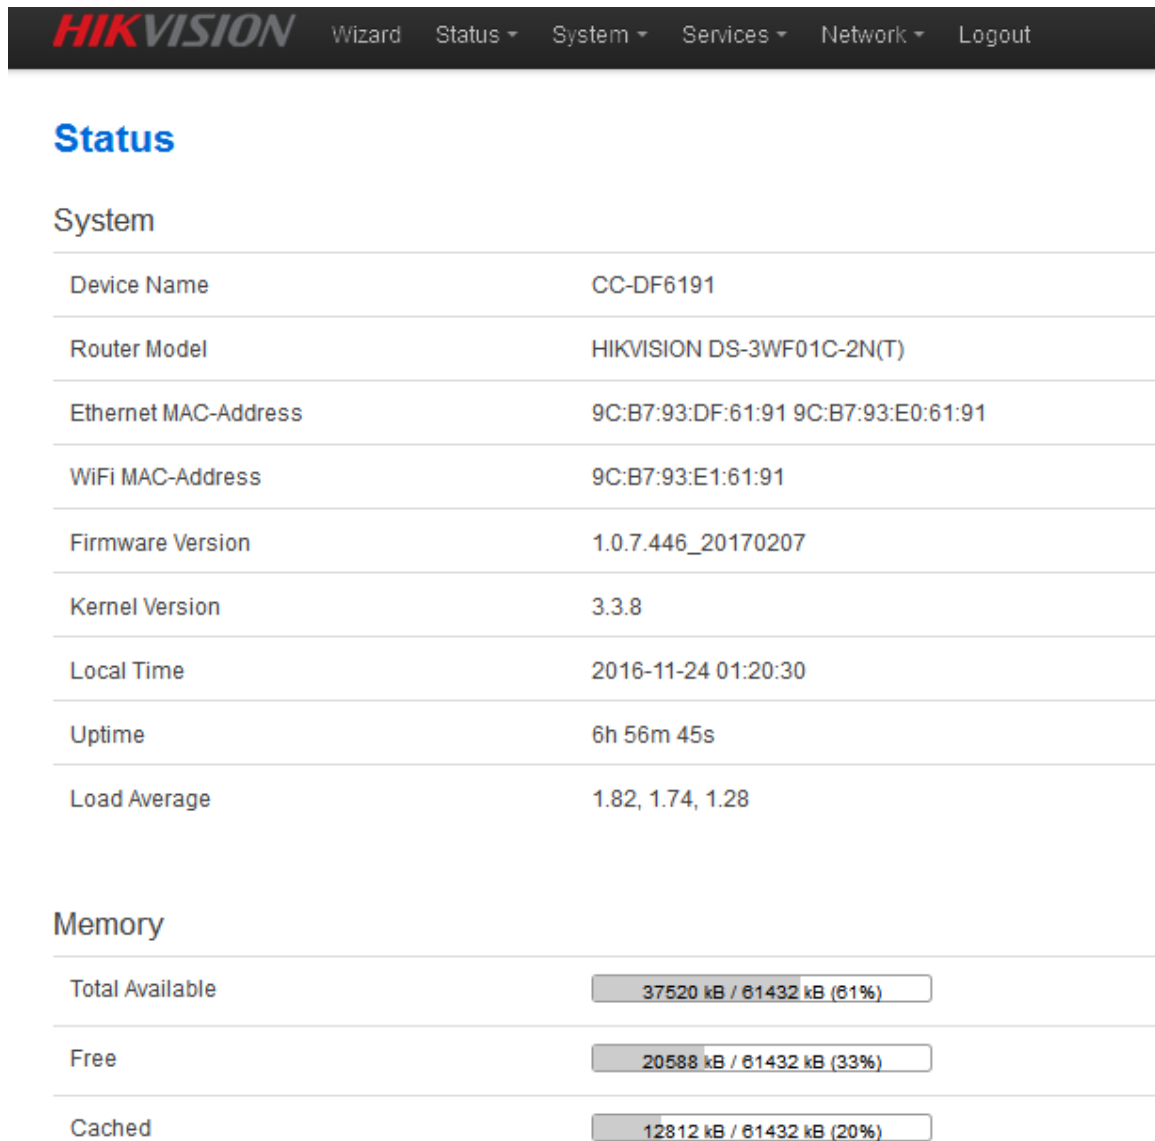 HIKVISION Wizard Status System Services Network Logout
Status
System
Device Name CC-DF6191
Router Model HIKVISION DS-3WF01C-2N(T)
Ethernet MAC-Address 9C:B7:93:DF:61:91 9C:B7:93:E0:61:91
WiFi MAC-Address 9C:B7:93:E1:61:91
Firmware Version 1.0.7.446_20170207
Kernel Version 3.3.8
Local Time 2016-11-24 01:20:30
Uptime 6h 56m 45s
Load Average 1.82, 1.74, 1.28
Memory
Total Available 37520 kB / 61432 kB (61%)
Free 20588 kB / 61432 kB (33%)
Cached 12812 kB / 61432 kB (20%)